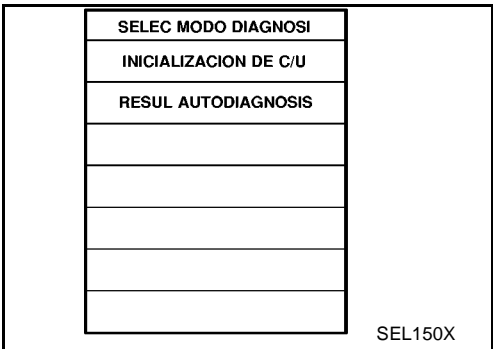 SELEC MODO DIAGNOSI
INICIALIZACION DE C/U
RESUL AUTODIAGNOSIS
SEL150X